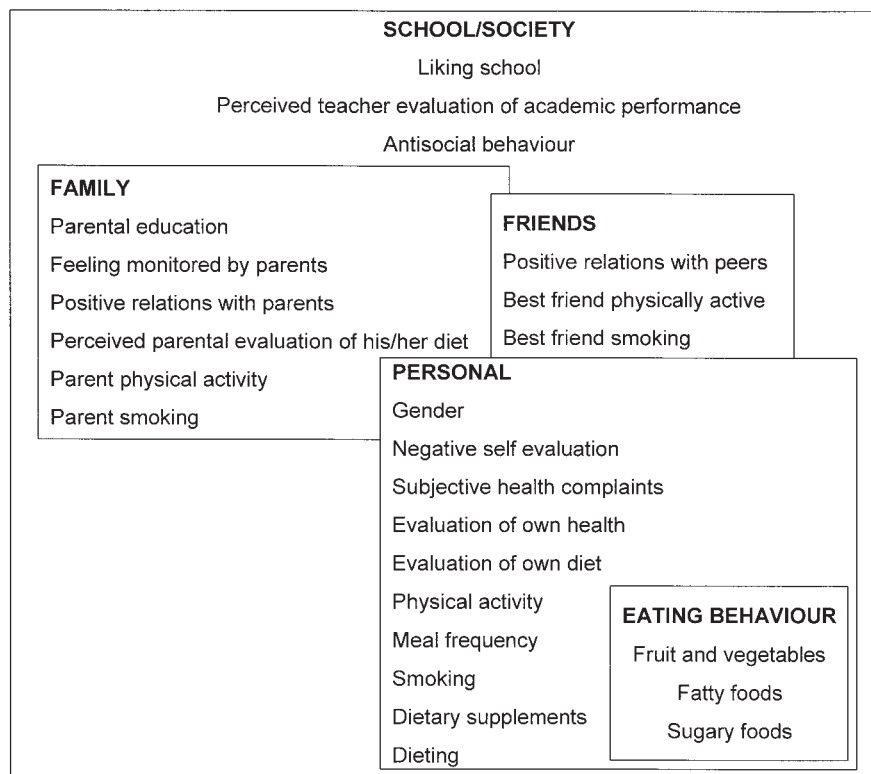 SCHOOL/SOCIETY
Liking school
Perceived teacher evaluation of academic performance
Antisocial behaviour
FAMILY
Parental education
Feeling monitored by parents
Positive relations with parents
Perceived parental evaluation of his/her diet
Parent physical activity
Parent smoking
FRIENDS
Positive relations with peers
Best friend physically active
Best friend smoking
PERSONAL
Gender
Negative self evaluation
Subjective health complaints
Evaluation of own health
Evaluation of own diet
Physical activity
Meal frequency
Smoking
Dietary supplements
Dieting
EATING BEHAVIOUR
Fruit and vegetables
Fatty foods
Sugary foods